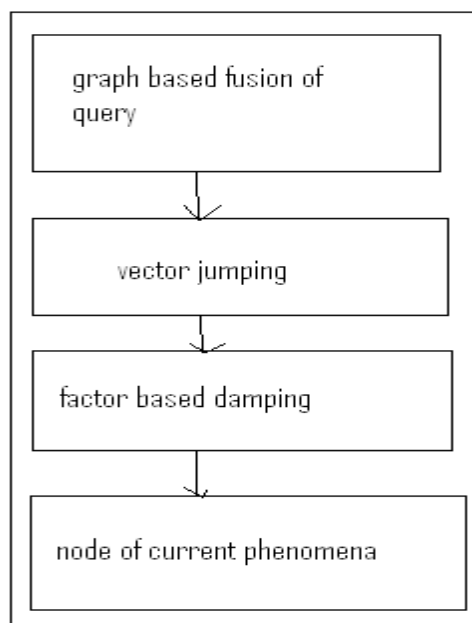 graph based fusion of
query
vector jumping
factor based damping
node of current phenomena